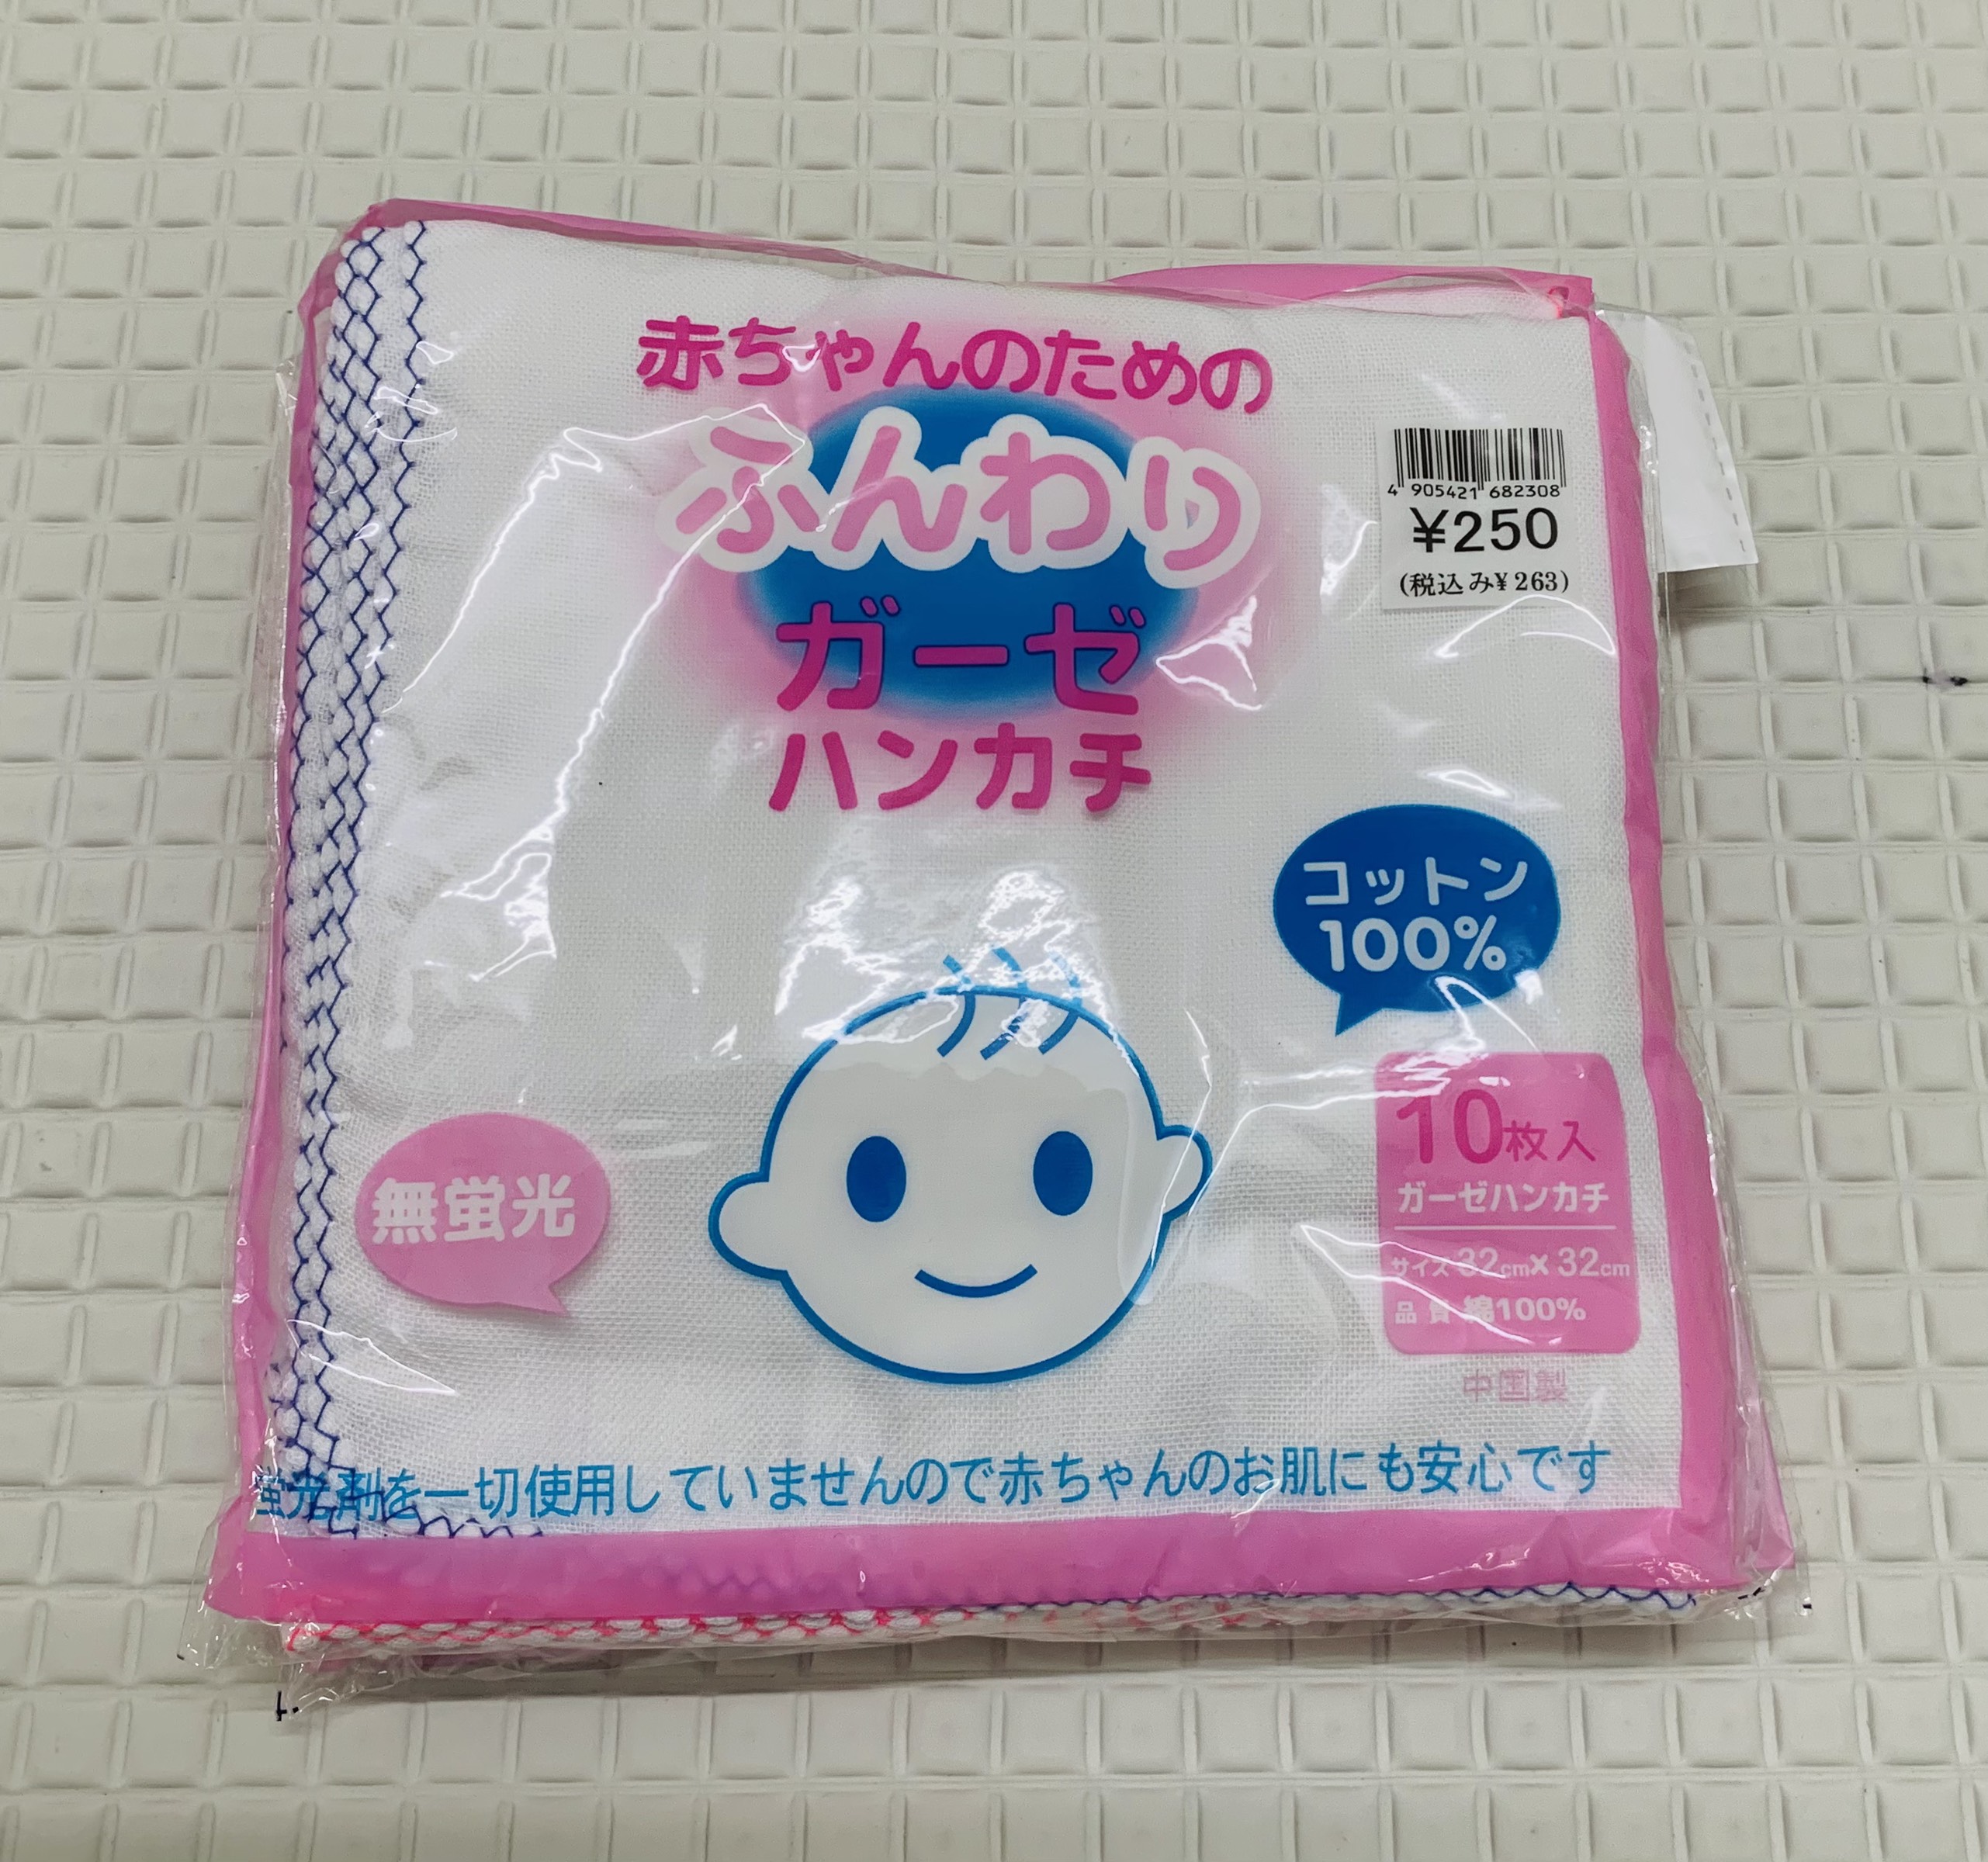 赤ちゃんのための
ふんわり
ガーゼ
ハンカチ
4 905421 682308
¥250
(税込み¥263)
コットン
100%
無蛍光
10枚入
ガーゼハンカチ
サイズ 32cm×32cm
品質 綿100%
中国製
蛍光剤を一切使用していませんので赤ちゃんのお肌にも安心です